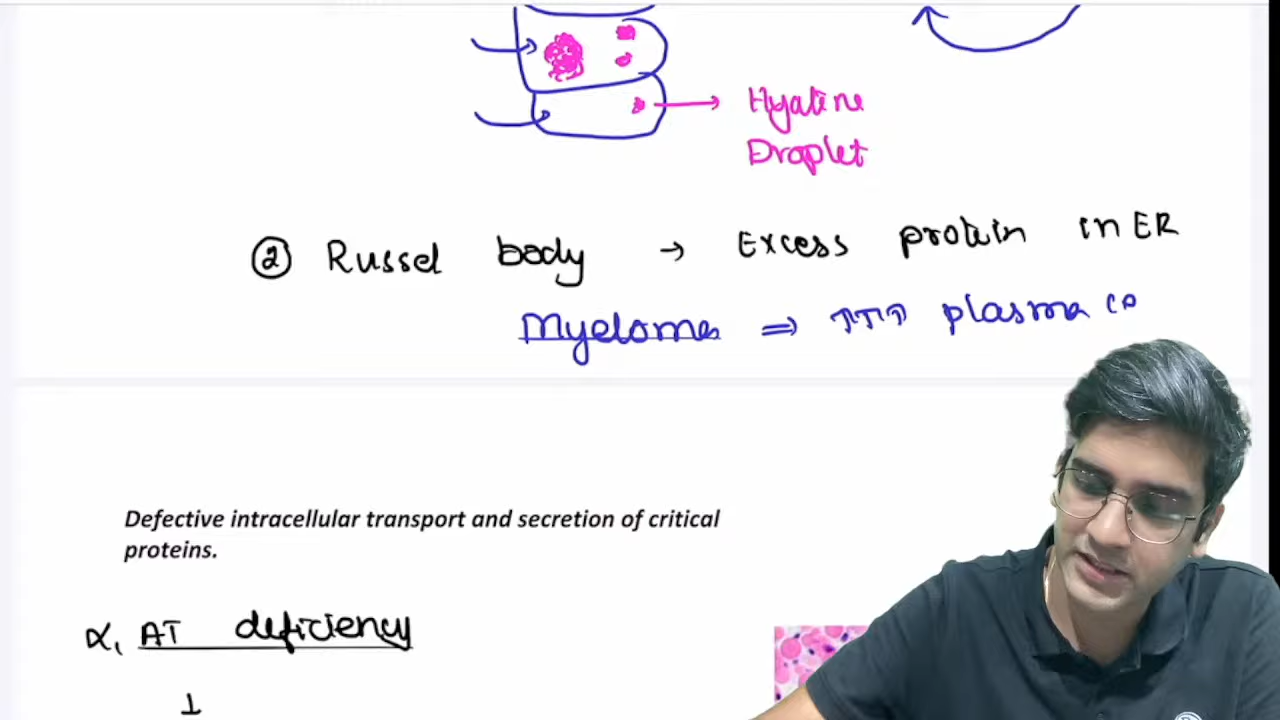 Hyaline
Droplet
② Russel body → Excess protein in ER
Myeloma ⇒ ↑↑↑ plasma
Defective intracellular transport and secretion of critical
proteins.
α₁ AT deficiency